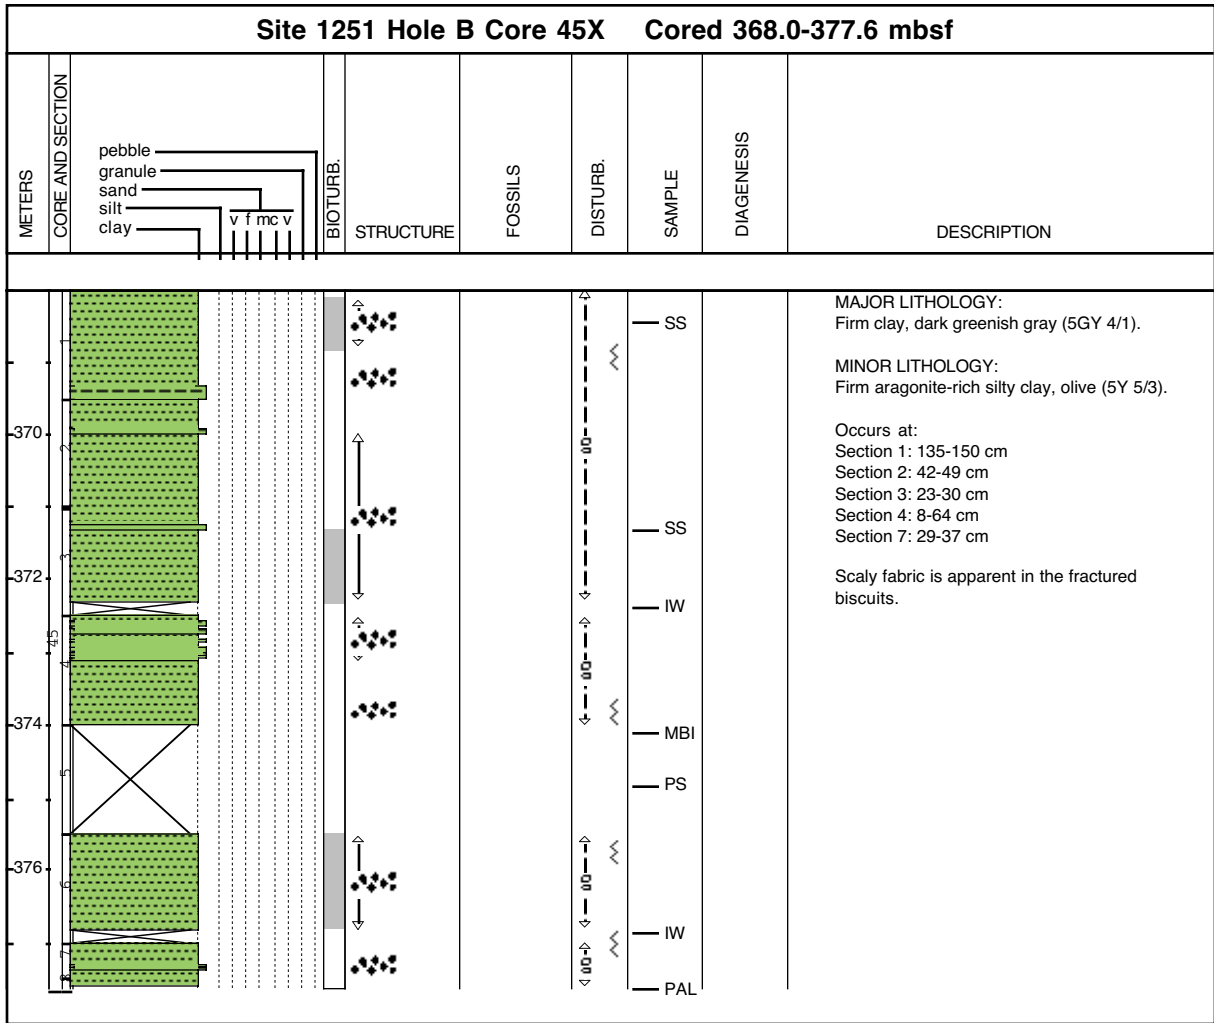 Site 1251 Hole B Core 45X Cored 368.0-377.6 mbsf
METERS
CORE AND SECTION
pebble
granule
sand
silt
v f mc v
clay
BIOTURB.
STRUCTURE
FOSSILS
DISTURB.
SAMPLE
DIAGENESIS
DESCRIPTION
MAJOR LITHOLOGY:
Firm clay, dark greenish gray (5GY 4/1).
MINOR LITHOLOGY:
Firm aragonite-rich silty clay, olive (5Y 5/3).
Occurs at:
Section 1: 135-150 cm
Section 2: 42-49 cm
Section 3: 23-30 cm
Section 4: 8-64 cm
Section 7: 29-37 cm
Scaly fabric is apparent in the fractured
biscuits.
370
372
374
376
45
1
2
3
4
5
6
7
8
SS
SS
IW
MBI
PS
IW
PAL